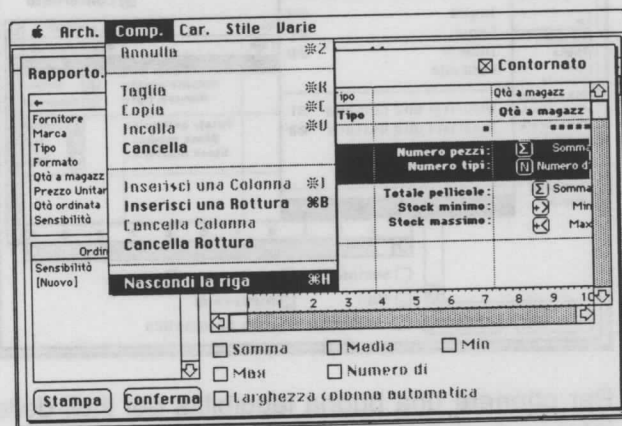 Arch. Comp. Car. Stile Varie
Rapporto.
Annulla ⌘Z
Taglia ⌘X
Copia ⌘C
Incolla ⌘V
Cancella
Inserisci una Colonna ⌘I
Inserisci una Rottura ⌘B
Cancella Colonna
Cancella Rottura
Nascondi la riga ⌘H
Fornitore
Marca
Tipo
Formato
Qtà a magazz
Prezzo Unitar
Qtà ordinata
Sensibilità
Ordin
Sensibilità
[Nuovo]
Contornato
Tipo Qtà a magazz
Tipo Qtà a magazz
Numero pezzi: Σ Somma
Numero tipi: N Numero d
Totale pellicole: Σ Somma
Stock minimo: Min
Stock massimo: Max
2 3 4 5 6 7 8 9 10
Somma Media Min
Max Numero di
Larghezza colonna automatica
Stampa Conferma